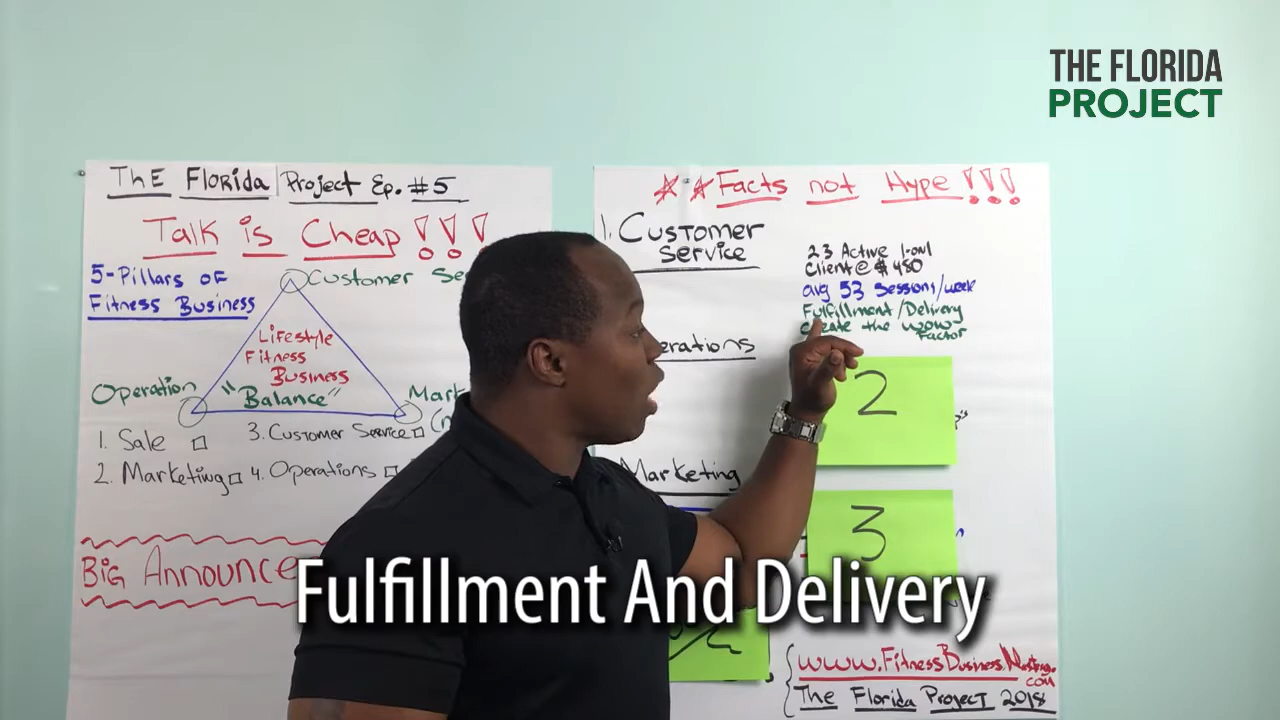 THE FLORIDA
PROJECT
ThE Florida Project Ep. #5
Talk is Cheap!!!
5-Pillars of
Fitness Business
Customer Se
Lifestyle
Fitness
Business
"Balance"
Operation
Mark
1. Sale
3. Customer Service
2. Marketing
4. Operations
BiG Announce
Facts not Hype!!!
1. Customer
Service
23 Active 1-on1
Client @ $480
avg 53 Sessions/week
Fulfillment/Delivery
Create the wow
Factor
erations
2
Marketing
3
Fulfillment And Delivery
www.FitnessBusiness
.com
The Florida Project 2018